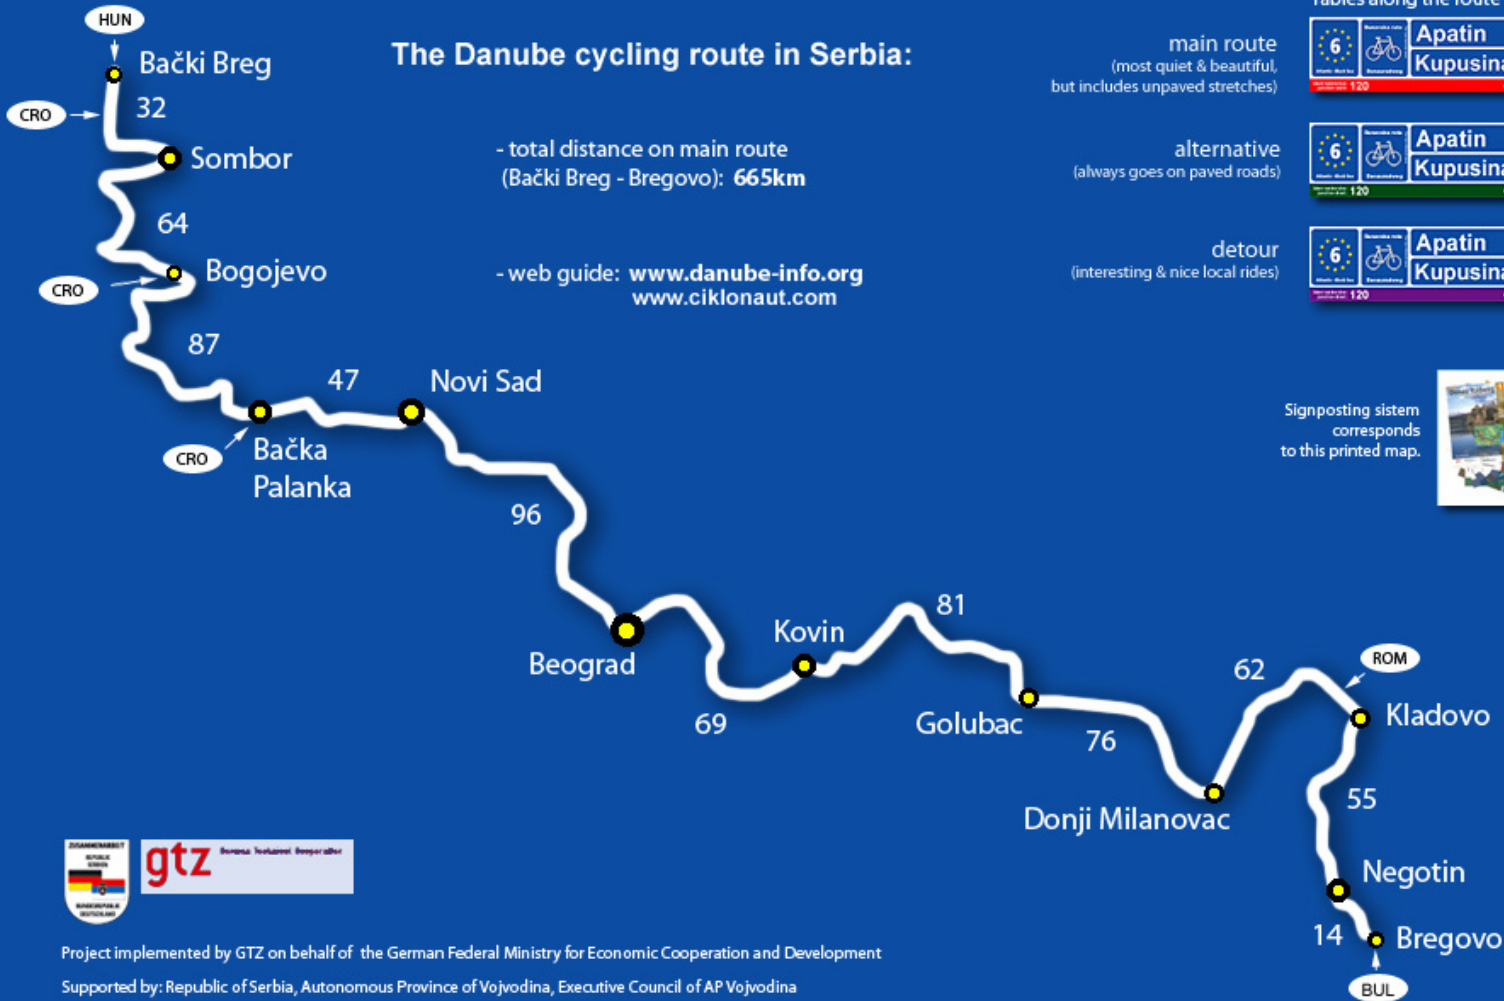 Tables along the route
HUN
Bački Breg
The Danube cycling route in Serbia:
main route
(most quiet & beautiful,
but includes unpaved stretches)
6
Apatin
Kupusina
120
CRO
32
Sombor
- total distance on main route
(Bački Breg - Bregovo): 665km
alternative
(always goes on paved roads)
6
Apatin
Kupusina
120
64
Bogojevo
CRO
- web guide: www.danube-info.org
www.ciklonaut.com
detour
(interesting & nice local rides)
6
Apatin
Kupusina
120
87
47
Novi Sad
CRO
Bačka
Palanka
Signposting sistem
corresponds
to this printed map.
96
Beograd
Kovin
81
69
Golubac
76
62
ROM
Kladovo
Donji Milanovac
55
Negotin
14
Bregovo
BUL
ZUSAMMENARBEIT
REPUBLIK
SERBIEN
BUNDESREPUBLIK
DEUTSCHLAND
gtz
Project implemented by GTZ on behalf of the German Federal Ministry for Economic Cooperation and Development
Supported by: Republic of Serbia, Autonomous Province of Vojvodina, Executive Council of AP Vojvodina